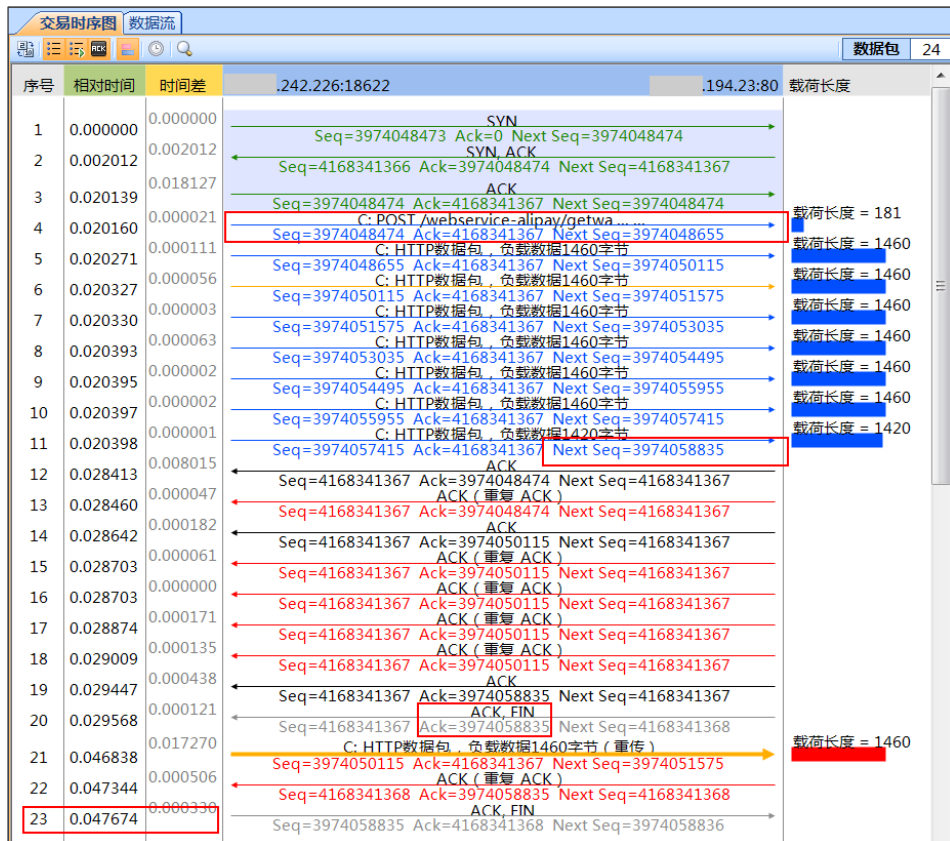 交易时序图 数据流
ACK 数据包 24
序号 相对时间 时间差 .242.226:18622 .194.23:80 载荷长度
1 0.000000 0.000000 SYN
Seq=3974048473 Ack=0 Next Seq=3974048474
2 0.002012 0.002012 SYN, ACK
Seq=4168341366 Ack=3974048474 Next Seq=4168341367
3 0.020139 0.018127 ACK
Seq=3974048474 Ack=4168341367 Next Seq=3974048474
4 0.020160 0.000021 C: POST /webservice-alipay/getwa... ... 载荷长度 = 181
Seq=3974048474 Ack=4168341367 Next Seq=3974048655
5 0.020271 0.000111 C: HTTP数据包，负载数据1460字节 载荷长度 = 1460
Seq=3974048655 Ack=4168341367 Next Seq=3974050115
6 0.020327 0.000056 C: HTTP数据包，负载数据1460字节 载荷长度 = 1460
Seq=3974050115 Ack=4168341367 Next Seq=3974051575
7 0.020330 0.000003 C: HTTP数据包，负载数据1460字节 载荷长度 = 1460
Seq=3974051575 Ack=4168341367 Next Seq=3974053035
8 0.020393 0.000063 C: HTTP数据包，负载数据1460字节 载荷长度 = 1460
Seq=3974053035 Ack=4168341367 Next Seq=3974054495
9 0.020395 0.000002 C: HTTP数据包，负载数据1460字节 载荷长度 = 1460
Seq=3974054495 Ack=4168341367 Next Seq=3974055955
10 0.020397 0.000002 C: HTTP数据包，负载数据1460字节 载荷长度 = 1460
Seq=3974055955 Ack=4168341367 Next Seq=3974057415
11 0.020398 0.000001 C: HTTP数据包，负载数据1420字节 载荷长度 = 1420
Seq=3974057415 Ack=4168341367 Next Seq=3974058835
12 0.028413 0.008015 ACK
Seq=4168341367 Ack=3974048474 Next Seq=4168341367
13 0.028460 0.000047 ACK（重复 ACK）
Seq=4168341367 Ack=3974048474 Next Seq=4168341367
14 0.028642 0.000182 ACK
Seq=4168341367 Ack=3974050115 Next Seq=4168341367
15 0.028703 0.000061 ACK（重复 ACK）
Seq=4168341367 Ack=3974050115 Next Seq=4168341367
16 0.028703 0.000000 ACK（重复 ACK）
Seq=4168341367 Ack=3974050115 Next Seq=4168341367
17 0.028874 0.000171 ACK（重复 ACK）
Seq=4168341367 Ack=3974050115 Next Seq=4168341367
18 0.029009 0.000135 ACK（重复 ACK）
Seq=4168341367 Ack=3974050115 Next Seq=4168341367
19 0.029447 0.000438 ACK
Seq=4168341367 Ack=3974058835 Next Seq=4168341367
20 0.029568 0.000121 ACK, FIN
Seq=4168341367 Ack=3974058835 Next Seq=4168341368
21 0.046838 0.017270 C: HTTP数据包，负载数据1460字节（重传） 载荷长度 = 1460
Seq=3974050115 Ack=4168341367 Next Seq=3974051575
22 0.047344 0.000506 ACK（重复 ACK）
Seq=4168341368 Ack=3974058835 Next Seq=4168341368
23 0.047674 0.000330 ACK, FIN
Seq=3974058835 Ack=4168341368 Next Seq=3974058836